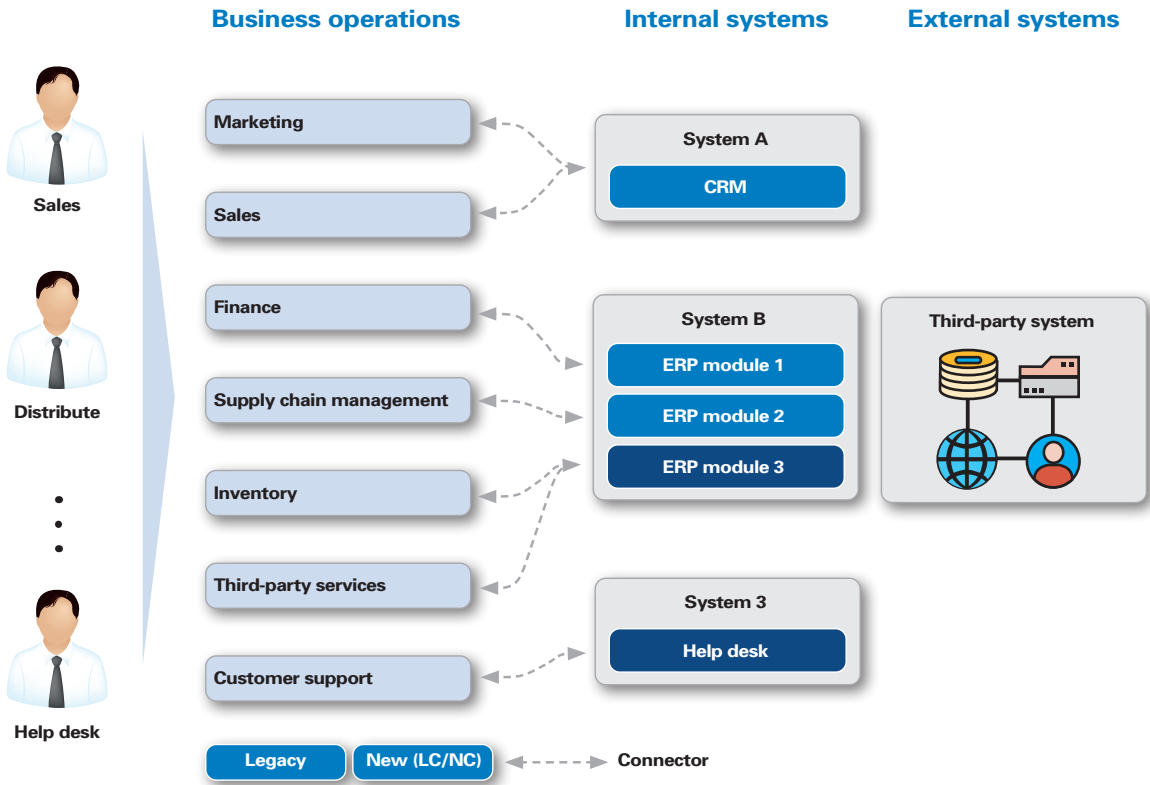 Business operations
Internal systems
External systems
Sales
Distribute
Help desk
Marketing
Sales
Finance
Supply chain management
Inventory
Third-party services
Customer support
System A
CRM
System B
ERP module 1
ERP module 2
ERP module 3
System 3
Help desk
Third-party system
Legacy
New (LC/NC)
Connector